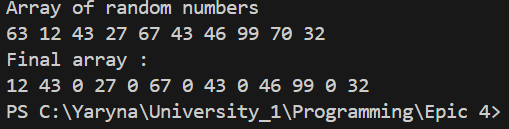 Array of random numbers
63 12 43 27 67 43 46 99 70 32
Final array :
12 43 0 27 0 67 0 43 0 46 99 0 32
PS C:\Yaryna\University_1\Programming\Epic 4>